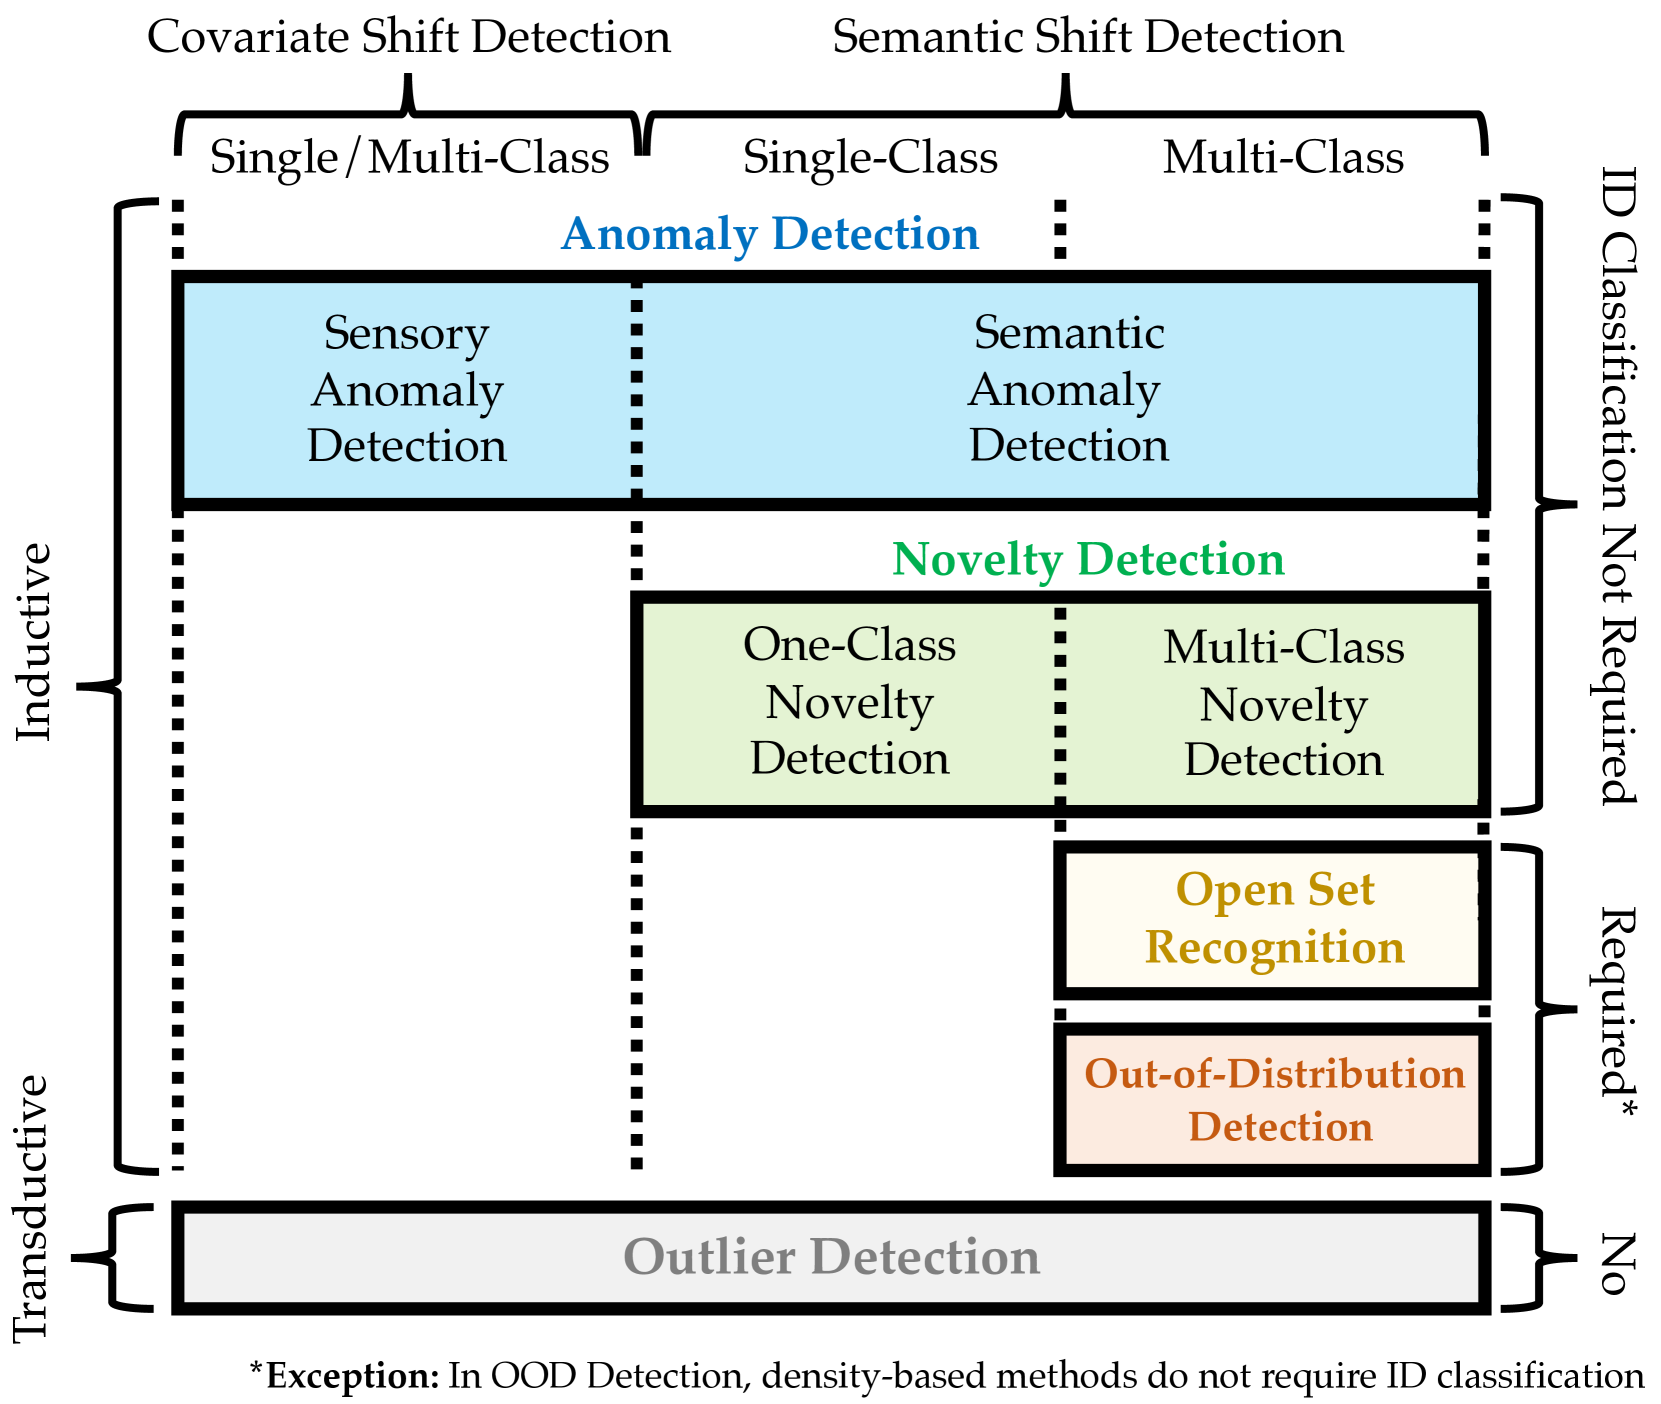 Covariate Shift Detection
Semantic Shift Detection
Single/Multi-Class
Single-Class
Multi-Class
Anomaly Detection
Sensory
Anomaly
Detection
Semantic
Anomaly
Detection
Novelty Detection
One-Class
Novelty
Detection
Multi-Class
Novelty
Detection
Open Set
Recognition
Out-of-Distribution
Detection
Outlier Detection
Inductive
Transductive
ID Classification Not Required
Required*
No
*Exception: In OOD Detection, density-based methods do not require ID classification